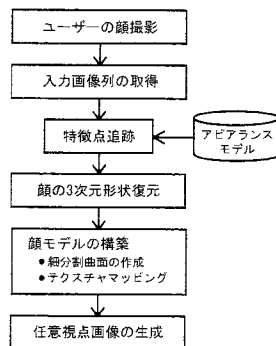 ユーザーの顔撮影
入力画像列の取得
特徴点追跡
アピアランス
モデル
顔の3次元形状復元
顔モデルの構築
●細分割曲面の作成
●テクスチャマッピング
任意視点画像の生成